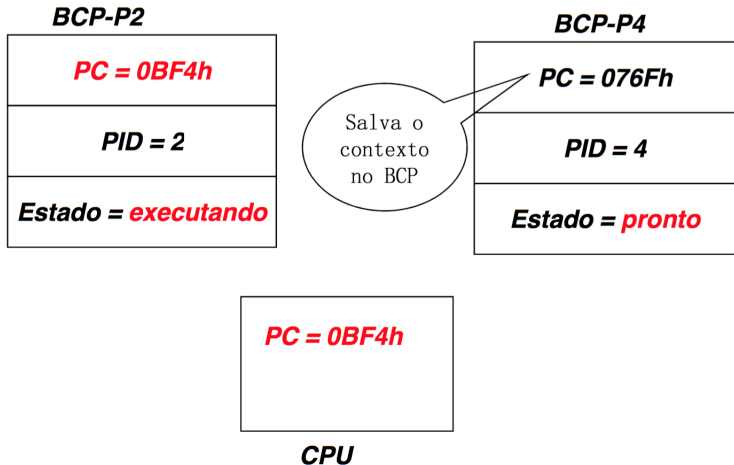 BCP-P2
PC = 0BF4h
PID = 2
Estado = executando
Salva o
contexto
no BCP
BCP-P4
PC = 076Fh
PID = 4
Estado = pronto
PC = 0BF4h
CPU